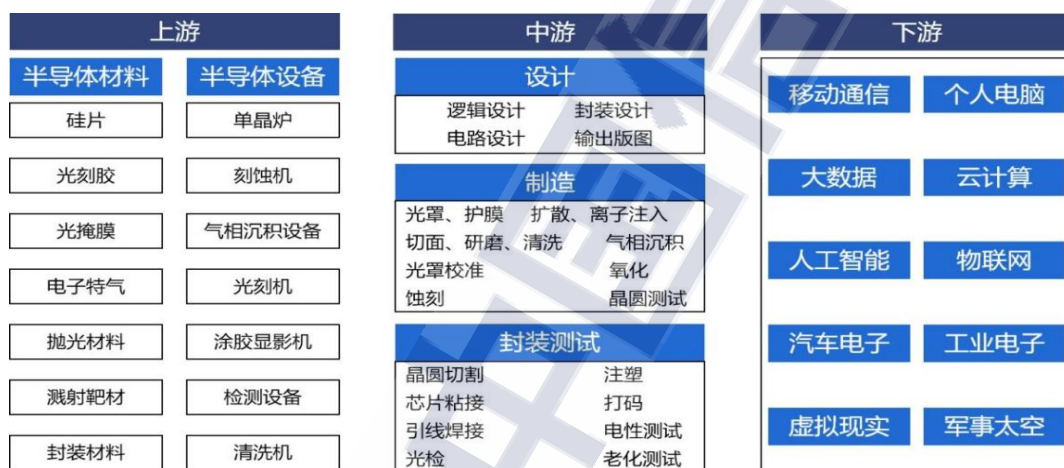 上游
半导体材料 半导体设备
硅片 单晶炉
光刻胶 刻蚀机
光掩膜 气相沉积设备
电子特气 光刻机
抛光材料 涂胶显影机
溅射靶材 检测设备
封装材料 清洗机
中游
设计
逻辑设计 封装设计
电路设计 输出版图
制造
光罩、护膜 扩散、离子注入
切面、研磨、清洗 气相沉积
光罩校准 氧化
蚀刻 晶圆测试
封装测试
晶圆切割 注塑
芯片粘接 打码
引线焊接 电性测试
光检 老化测试
下游
移动通信 个人电脑
大数据 云计算
人工智能 物联网
汽车电子 工业电子
虚拟现实 军事太空